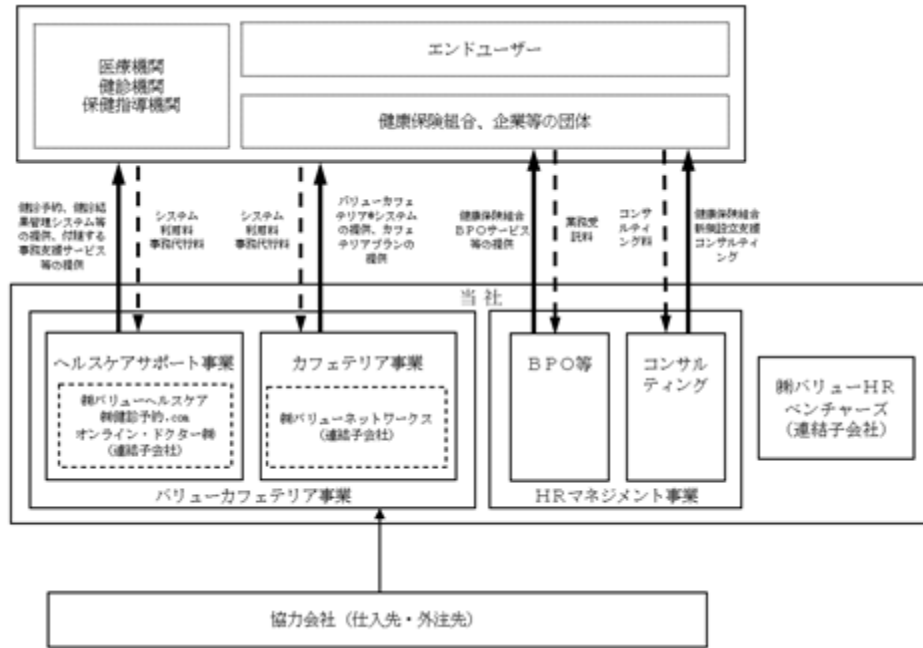 医療機関
健診機関
保健指導機関
エンドユーザー
健康保険組合、企業等の団体
健診予約、健診結
果管理システム等
の提供、付随する
事務支援サービス
等の提供
システム
利用料
事務代行料
システム
利用料
事務代行料
バリューカフェ
テリア®システム
の提供、カフェ
テリアプランの
提供
健康保険組合
BPOサービス
等の提供
業務受
託料
コンサ
ルティ
ング料
健康保険組合
新規設立支援
コンサルティ
ング
当社
ヘルスケアサポート事業
㈱バリューヘルスケア
㈱健診予約.com
オンライン・ドクター㈱
(連結子会社)
カフェテリア事業
㈱バリューネットワークス
(連結子会社)
バリューカフェテリア事業
BPO等
コンサル
ティング
HRマネジメント事業
㈱バリューHR
ベンチャーズ
(連結子会社)
協力会社(仕入先・外注先)